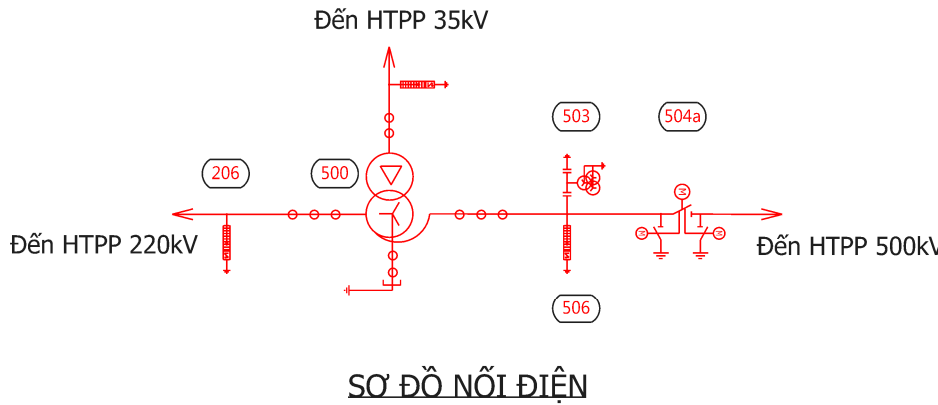 Đến HTPP 35kV
503
504a
206
500
Đến HTPP 220kV
M
M
M
Đến HTPP 500kV
506
SƠ ĐỒ NỐI ĐIỆN